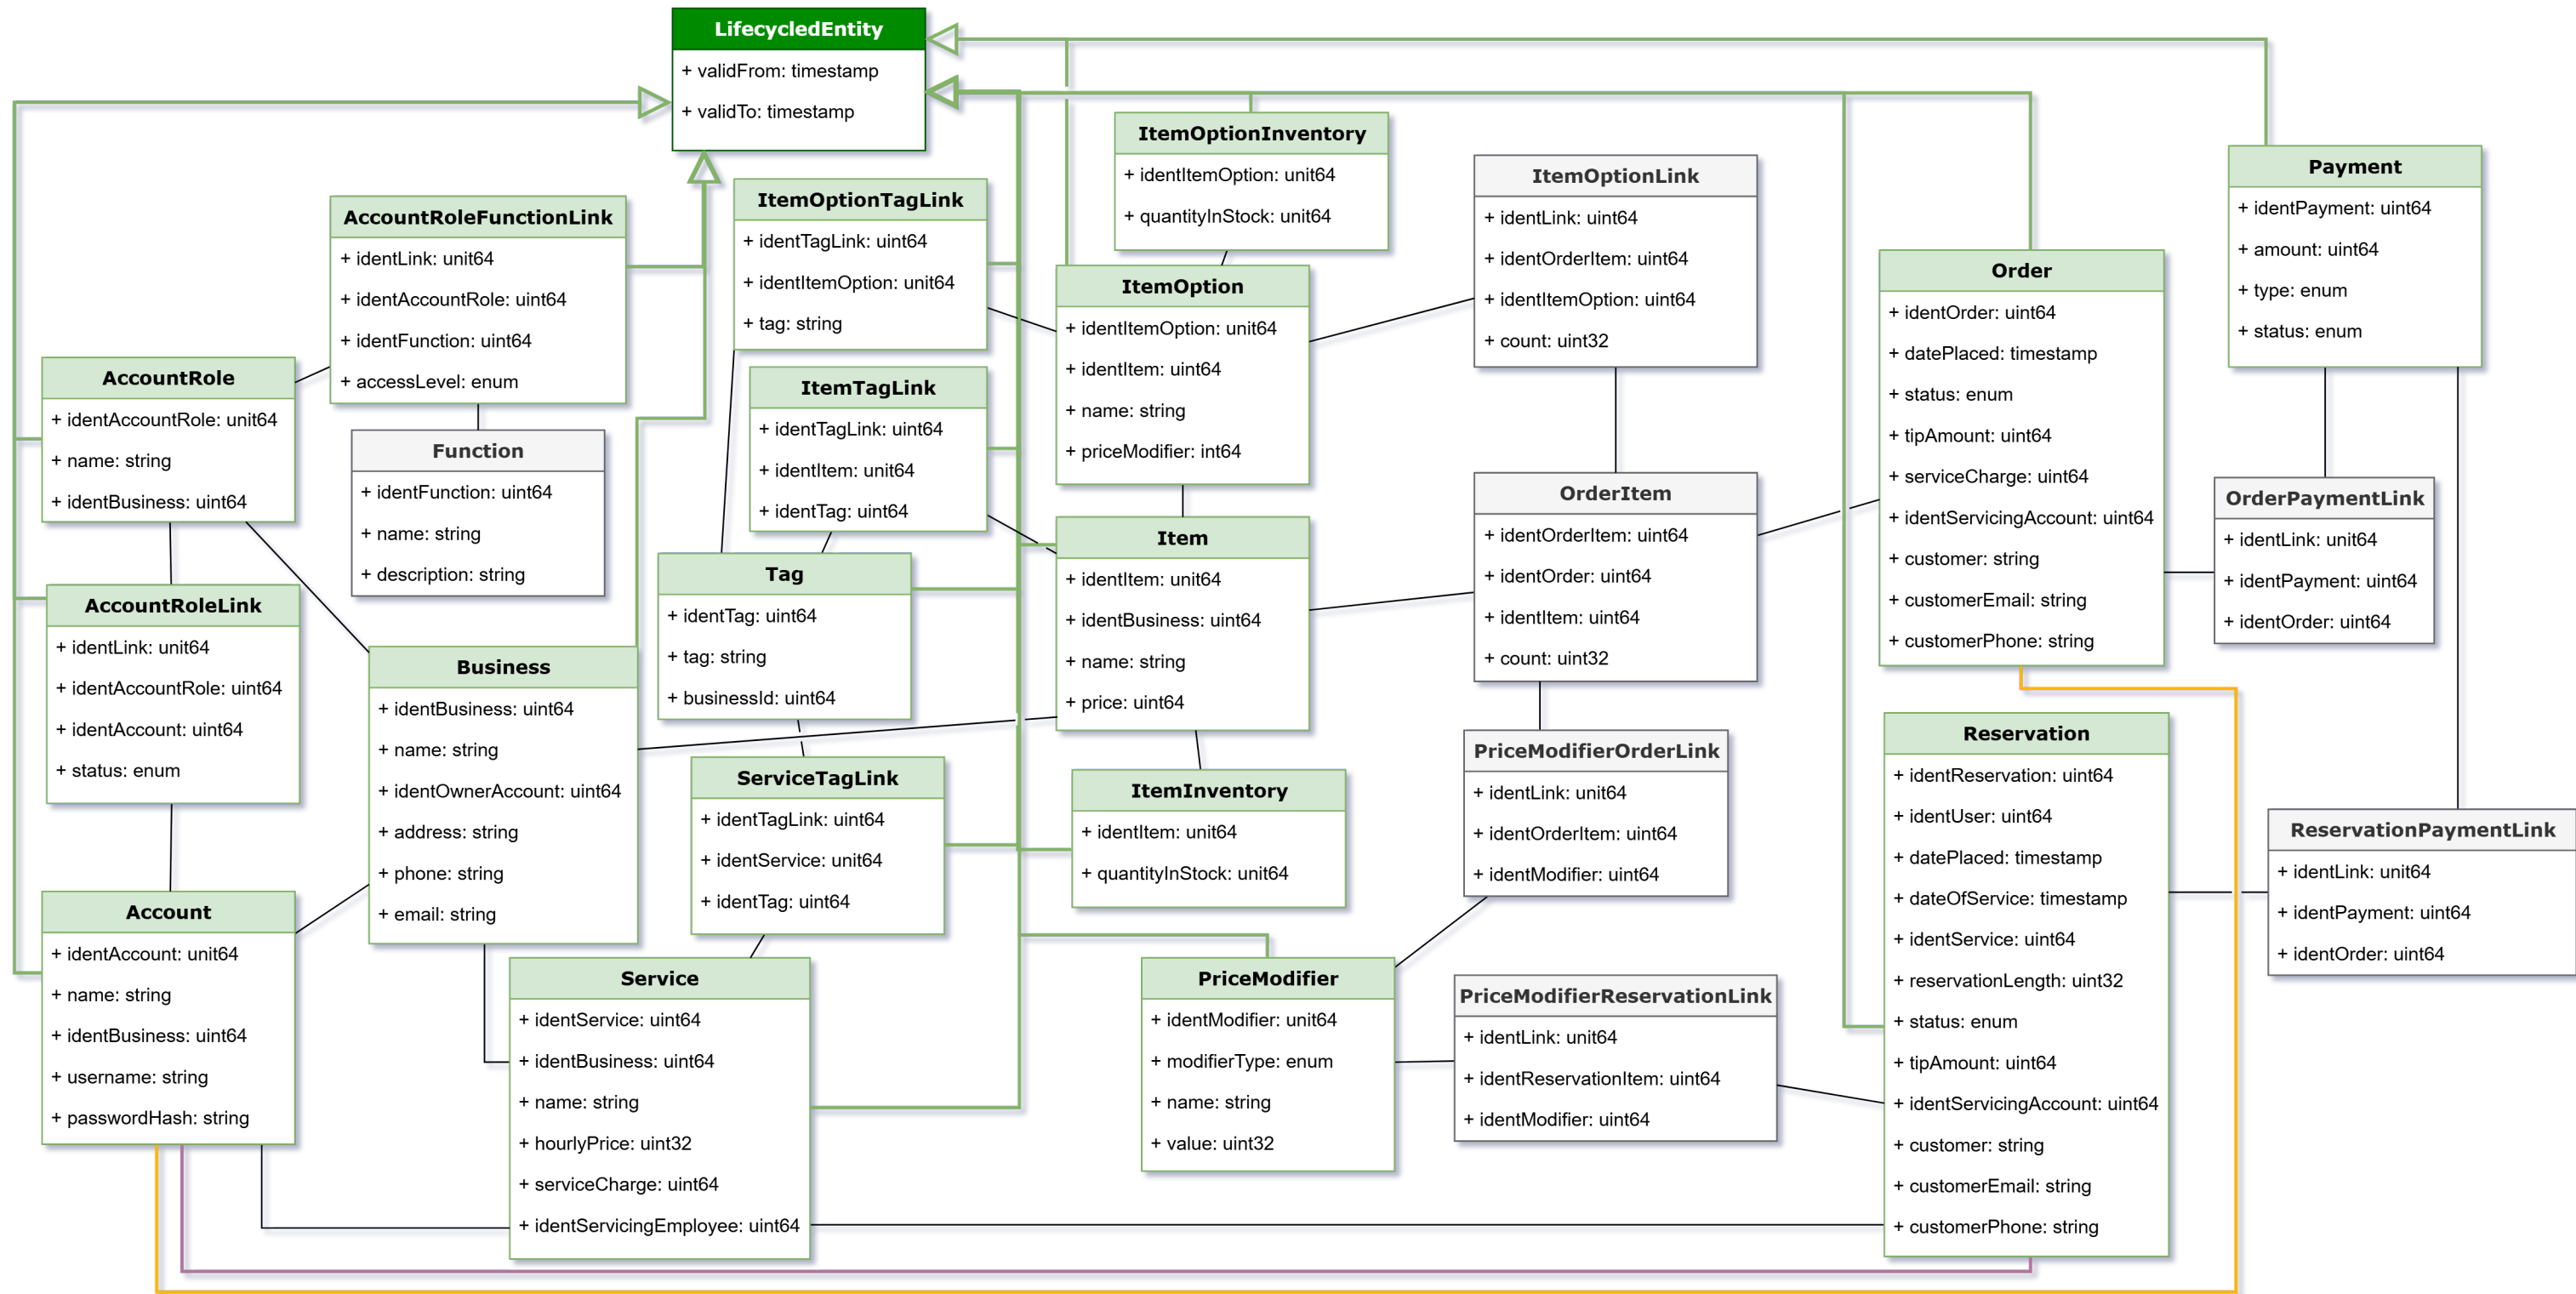 LifecycledEntity
+ validFrom: timestamp
+ validTo: timestamp
ItemOptionInventory
+ identItemOption: unit64
+ quantityInStock: unit64
ItemOptionLink
+ identLink: unit64
+ identOrderItem: uint64
+ identItemOption: uint64
+ count: uint32
Payment
+ identPayment: uint64
+ amount: uint64
+ type: enum
+ status: enum
AccountRoleFunctionLink
+ identLink: unit64
+ identAccountRole: uint64
+ identFunction: uint64
+ accessLevel: enum
ItemOptionTagLink
+ identTagLink: uint64
+ identItemOption: unit64
+ tag: string
ItemOption
+ identItemOption: unit64
+ identItem: uint64
+ name: string
+ priceModifier: int64
Order
+ identOrder: uint64
+ datePlaced: timestamp
+ status: enum
+ tipAmount: uint64
+ serviceCharge: uint64
+ identServicingAccount: uint64
+ customer: string
+ customerEmail: string
+ customerPhone: string
AccountRole
+ identAccountRole: unit64
+ name: string
+ identBusiness: uint64
Function
+ identFunction: uint64
+ name: string
+ description: string
ItemTagLink
+ identTagLink: uint64
+ identItem: unit64
+ identTag: uint64
OrderItem
+ identOrderItem: uint64
+ identOrder: uint64
+ identItem: uint64
+ count: uint32
OrderPaymentLink
+ identLink: unit64
+ identPayment: uint64
+ identOrder: uint64
Item
+ identItem: unit64
+ identBusiness: uint64
+ name: string
+ price: uint64
Tag
+ identTag: uint64
+ tag: string
+ businessId: uint64
AccountRoleLink
+ identLink: unit64
+ identAccountRole: uint64
+ identAccount: uint64
+ status: enum
Business
+ identBusiness: uint64
+ name: string
+ identOwnerAccount: uint64
+ address: string
+ phone: string
+ email: string
ServiceTagLink
+ identTagLink: uint64
+ identService: unit64
+ identTag: uint64
ItemInventory
+ identItem: unit64
+ quantityInStock: unit64
PriceModifierOrderLink
+ identLink: unit64
+ identOrderItem: uint64
+ identModifier: uint64
Reservation
+ identReservation: uint64
+ identUser: uint64
+ datePlaced: timestamp
+ dateOfService: timestamp
+ identService: uint64
+ reservationLength: uint32
+ status: enum
+ tipAmount: uint64
+ identServicingAccount: uint64
+ customer: string
+ customerEmail: string
+ customerPhone: string
ReservationPaymentLink
+ identLink: unit64
+ identPayment: uint64
+ identOrder: uint64
Account
+ identAccount: unit64
+ name: string
+ identBusiness: uint64
+ username: string
+ passwordHash: string
Service
+ identService: uint64
+ identBusiness: uint64
+ name: string
+ hourlyPrice: uint32
+ serviceCharge: uint64
+ identServicingEmployee: uint64
PriceModifier
+ identModifier: unit64
+ modifierType: enum
+ name: string
+ value: uint32
PriceModifierReservationLink
+ identLink: unit64
+ identReservationItem: uint64
+ identModifier: uint64